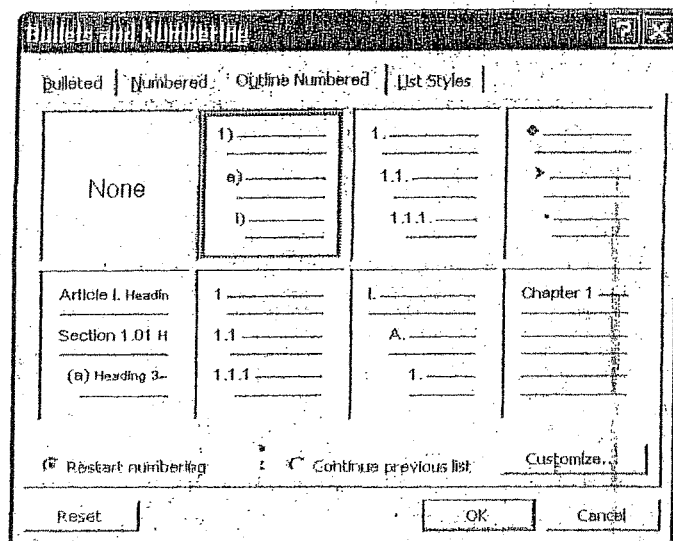 Bullets and Numbering
Bulleted Numbered Outline Numbered List Styles
None
1)
a)
i)
1.
1.1.
1.1.1.
Article I. Headin
Section 1.01 H
(a) Heading 3
1
1.1
1.1.1
I.
A.
1.
Chapter 1
Restart numbering Continue previous list Customize...
Reset OK Cancel